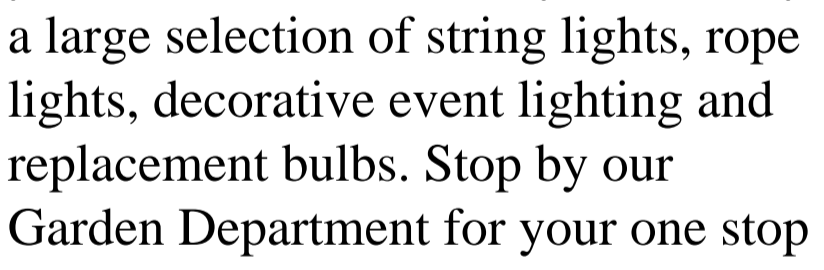 a large selection of string lights, rope
lights, decorative event lighting and
replacement bulbs. Stop by our
Garden Department for your one stop